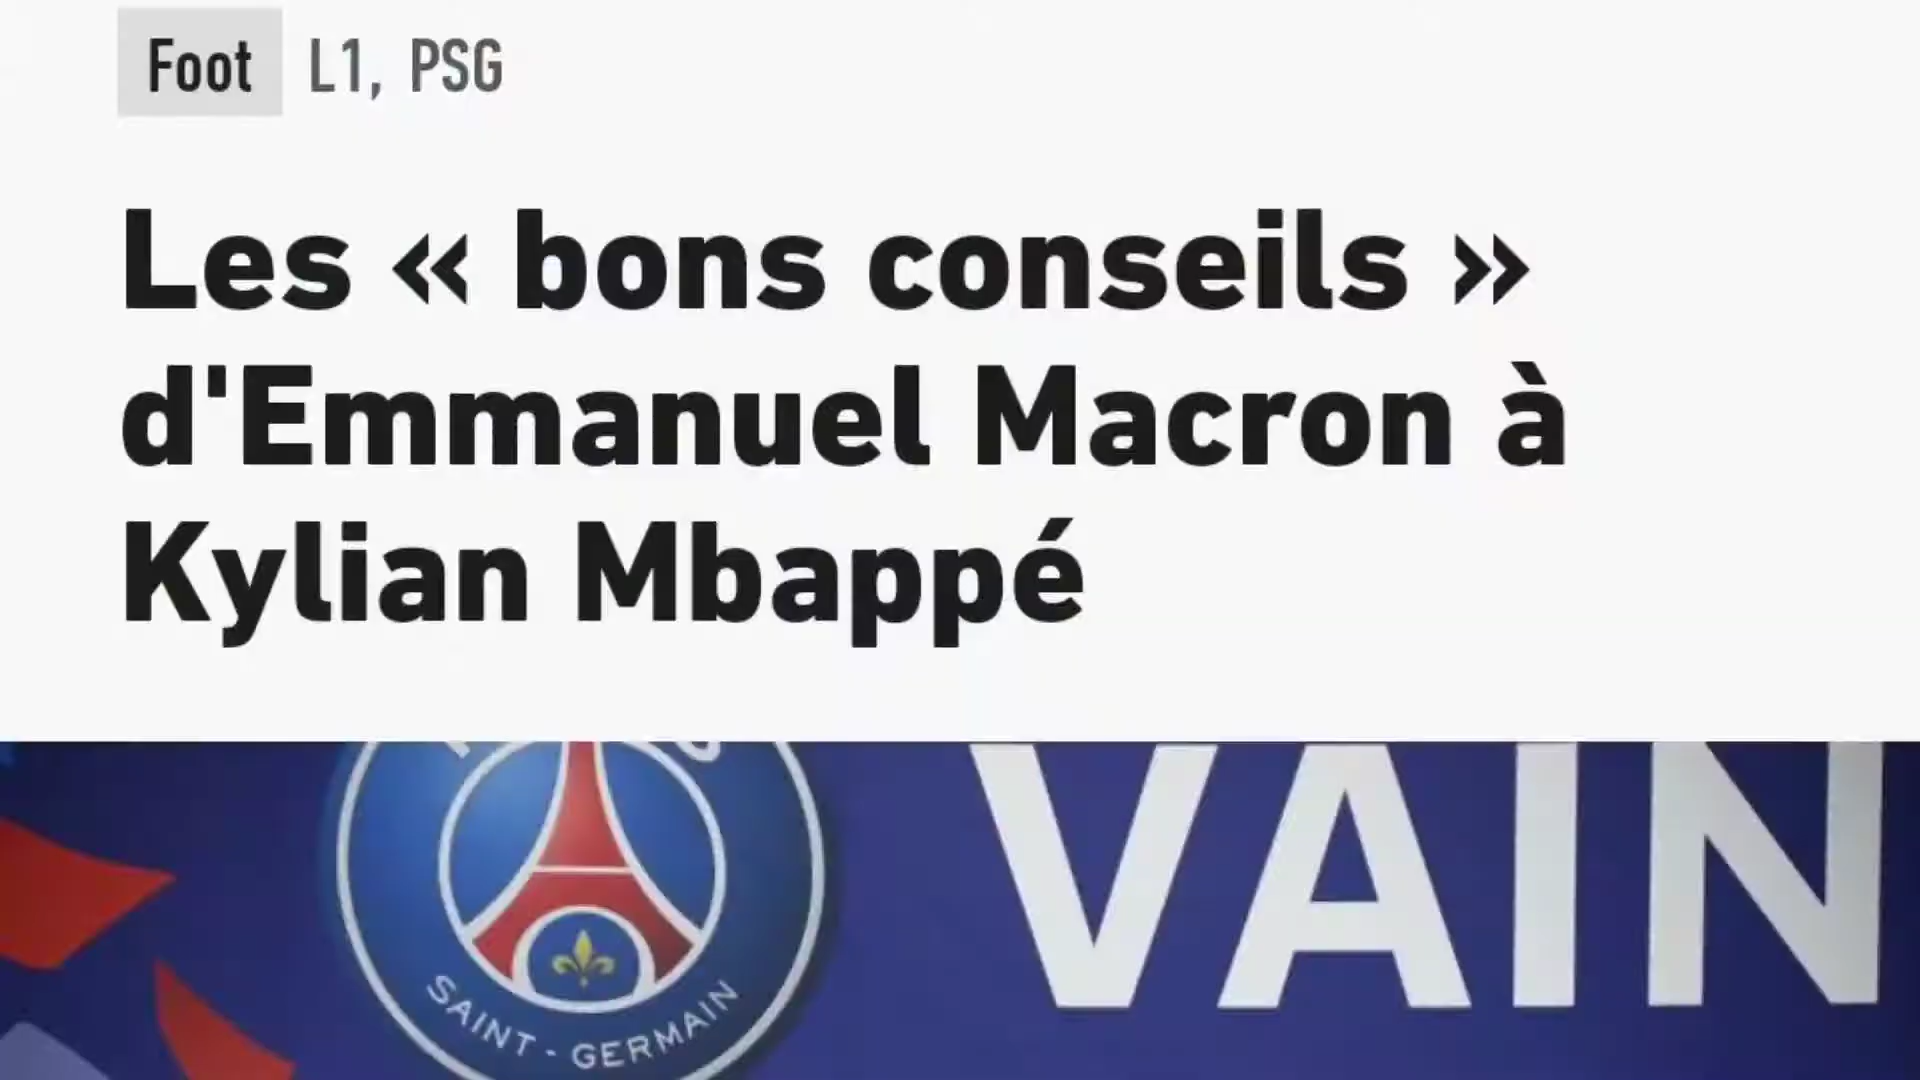 Foot L1, PSG
Les « bons conseils »
d'Emmanuel Macron à
Kylian Mbappé
VAIN
SAINT - GERMAIN